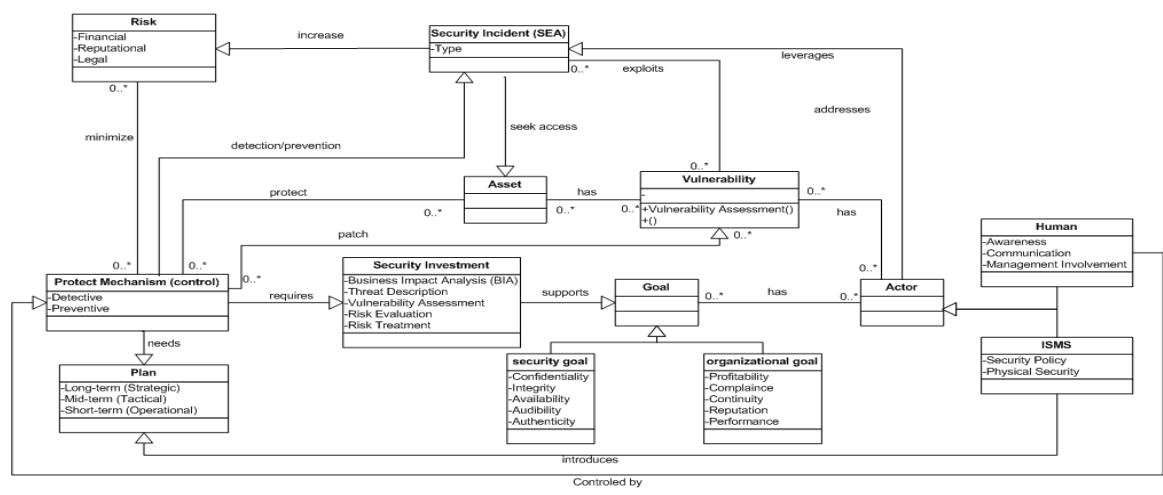 Risk
-Financial
-Reputational
-Legal
increase
Security Incident (SEA)
-Type
leverages
0..*
exploits
0..*
addresses
minimize
seek access
detection/prevention
0..*
Asset
Vulnerability
-
+Vulnerability Assessment()
+()
protect
0..*
has
0..*
0..*
0..*
has
patch
0..*
Human
-Awareness
-Communication
-Management Involvement
0..*
0..*
0..*
0..*
Protect Mechanism (control)
-Detective
-Preventive
requires
Security Investment
-Business Impact Analysis (BIA)
-Threat Description
-Vulnerability Assessment
-Risk Evaluation
-Risk Treatment
supports
Goal
0..*
has
0..*
Actor
needs
ISMS
-Security Policy
-Physical Security
Plan
-Long-term (Strategic)
-Mid-term (Tactical)
-Short-term (Operational)
security goal
-Confidentiality
-Integrity
-Availability
-Audibility
-Authenticity
organizational goal
-Profitability
-Complaince
-Continuity
-Reputation
-Performance
introduces
Controled by